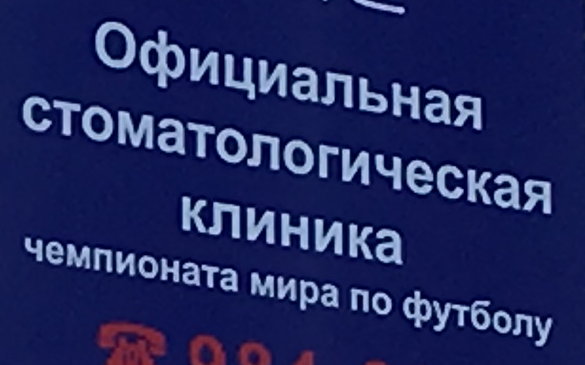 Официальная
стоматологическая
клиника
чемпионата мира по футболу